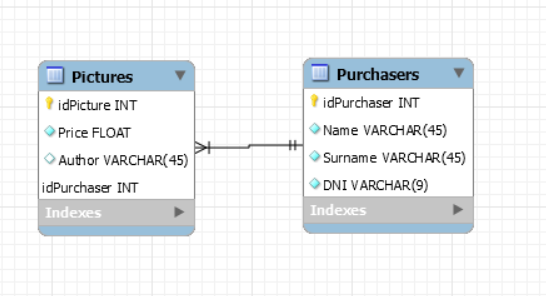 Pictures
idPicture INT
Price FLOAT
Author VARCHAR(45)
idPurchaser INT
Indexes
Purchasers
idPurchaser INT
Name VARCHAR(45)
Surname VARCHAR(45)
DNI VARCHAR(9)
Indexes